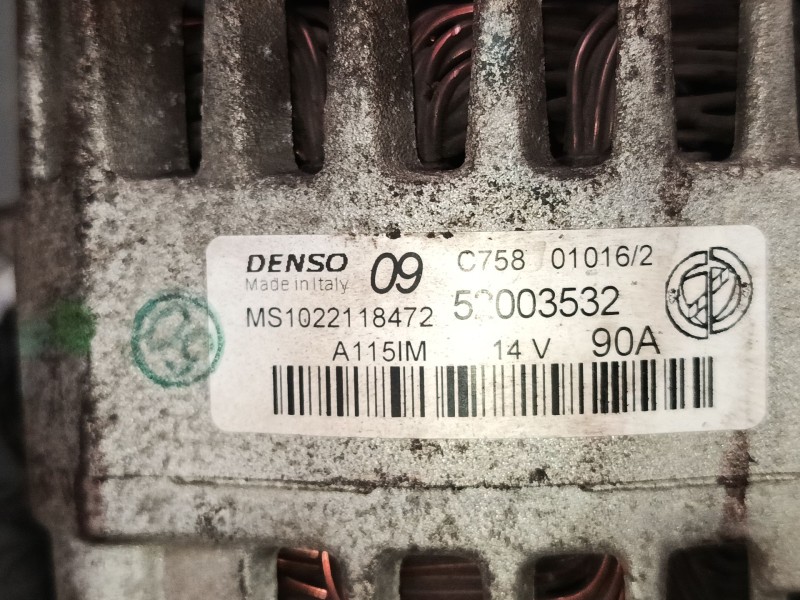 DENSO 09 C758 01016/2
Made in Italy
MS1022118472 52003532
A115IM 14 V 90A